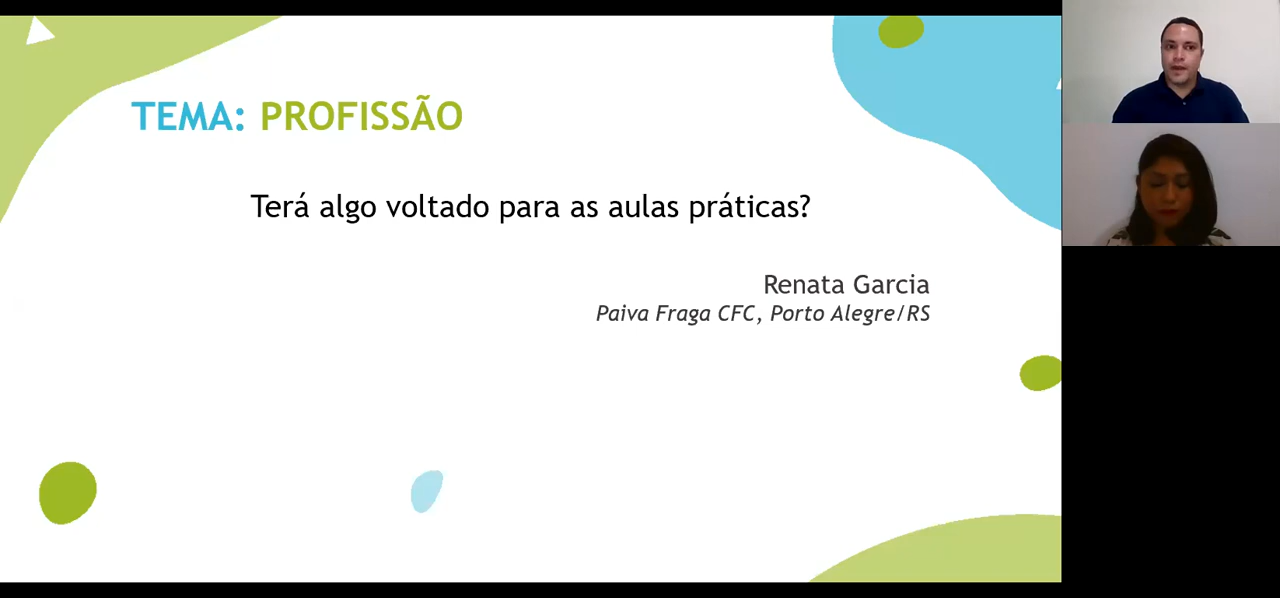 TEMA: PROFISSÃO
Terá algo voltado para as aulas práticas?
Renata Garcia
Paiva Fraga CFC, Porto Alegre/RS